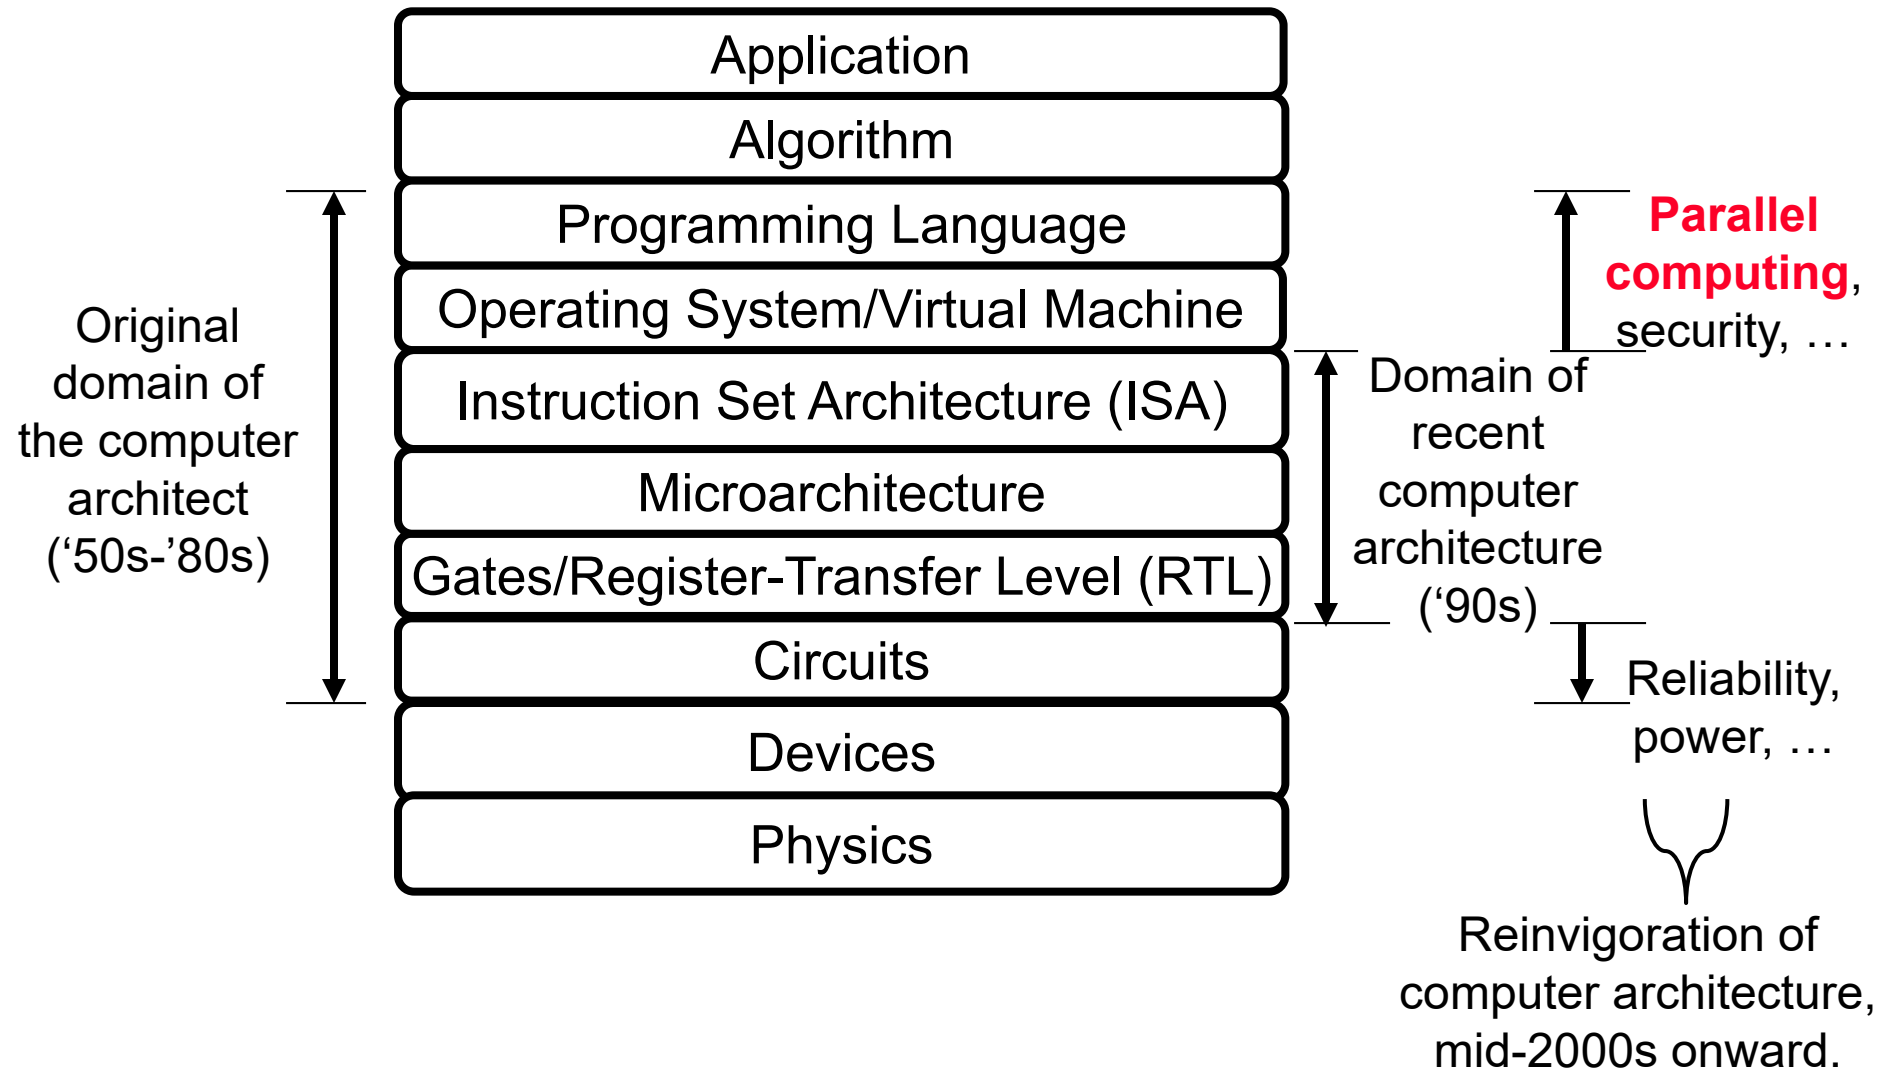 Application
Algorithm
Programming Language
Operating System/Virtual Machine
Instruction Set Architecture (ISA)
Microarchitecture
Gates/Register-Transfer Level (RTL)
Circuits
Devices
Physics
Original
domain of
the computer
architect
(‘50s-’80s)
Domain of
recent
computer
architecture
(‘90s)
Parallel
computing,
security, …
Reliability,
power, …
Reinvigoration of
computer architecture,
mid-2000s onward.